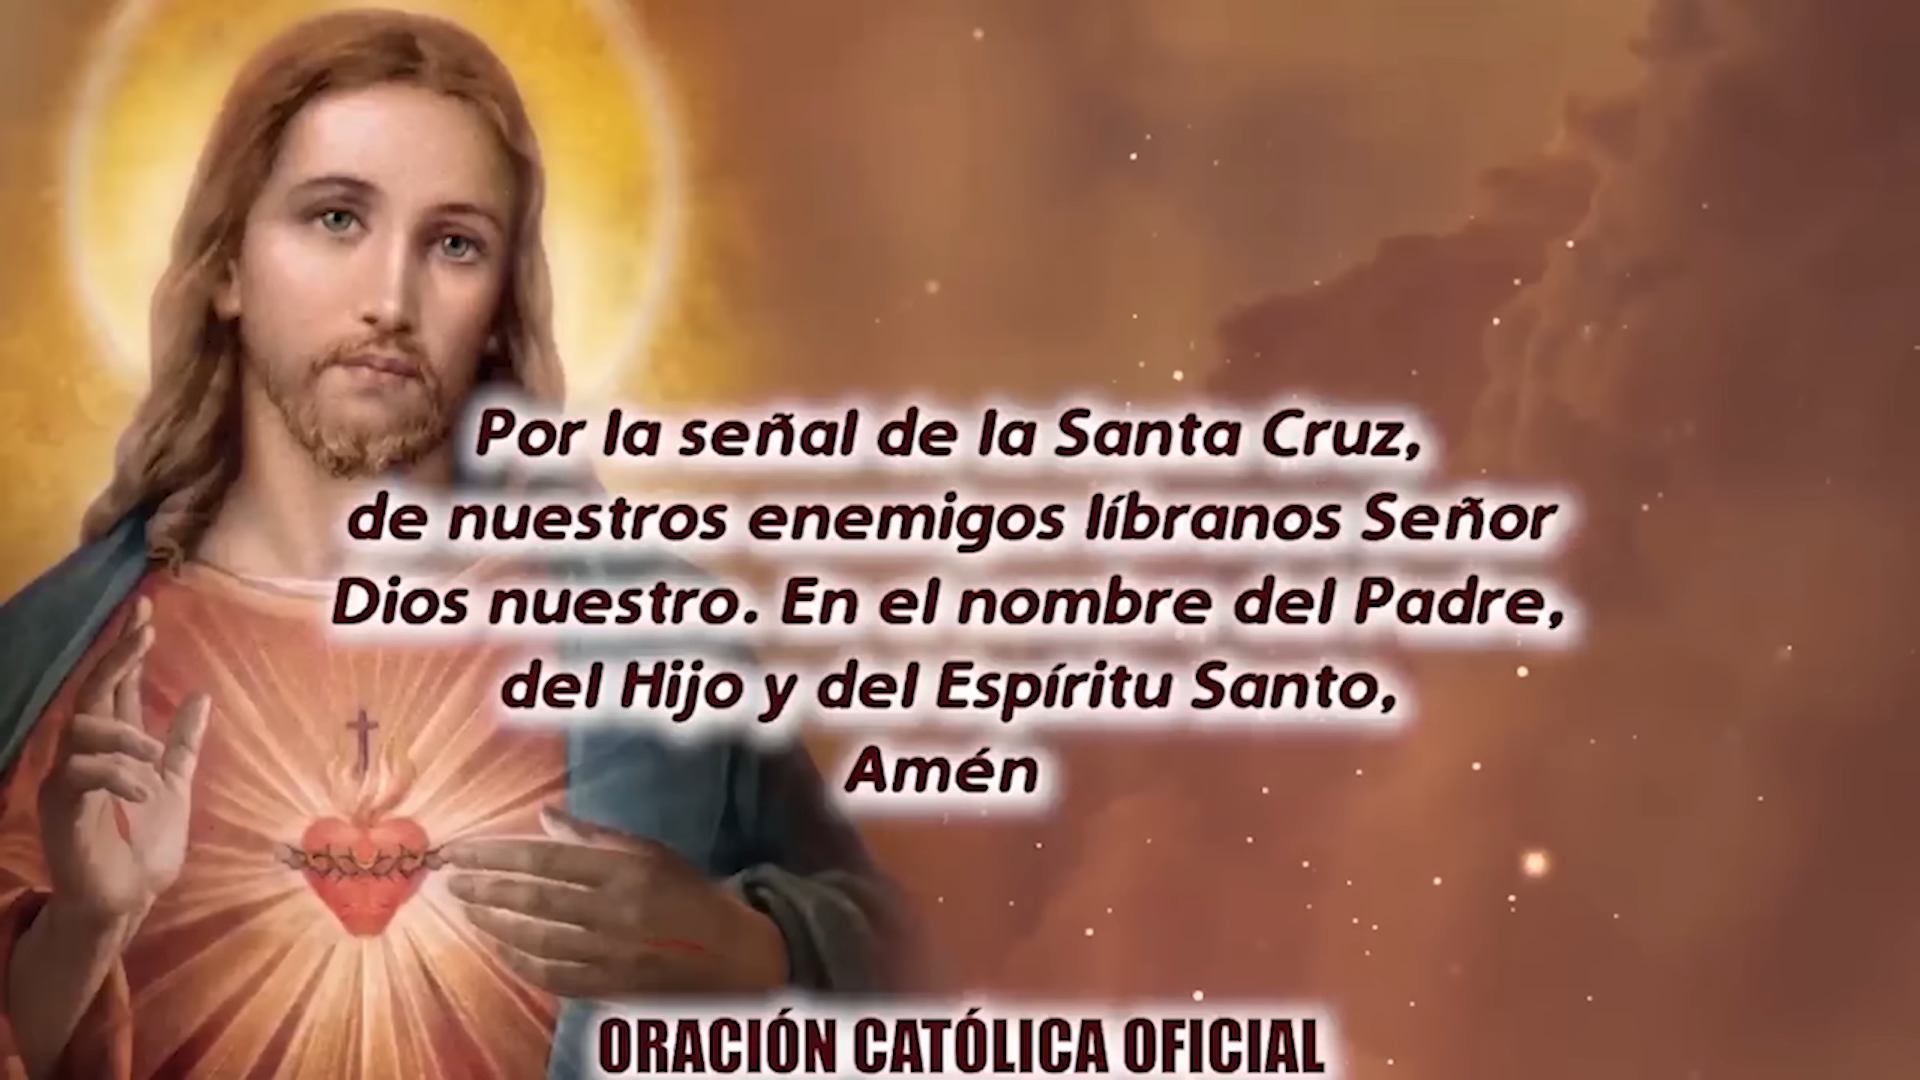 Por la señal de la Santa Cruz,
de nuestros enemigos líbranos Señor
Dios nuestro. En el nombre del Padre,
del Hijo y del Espíritu Santo,
Amén
ORACIÓN CATÓLICA OFICIAL